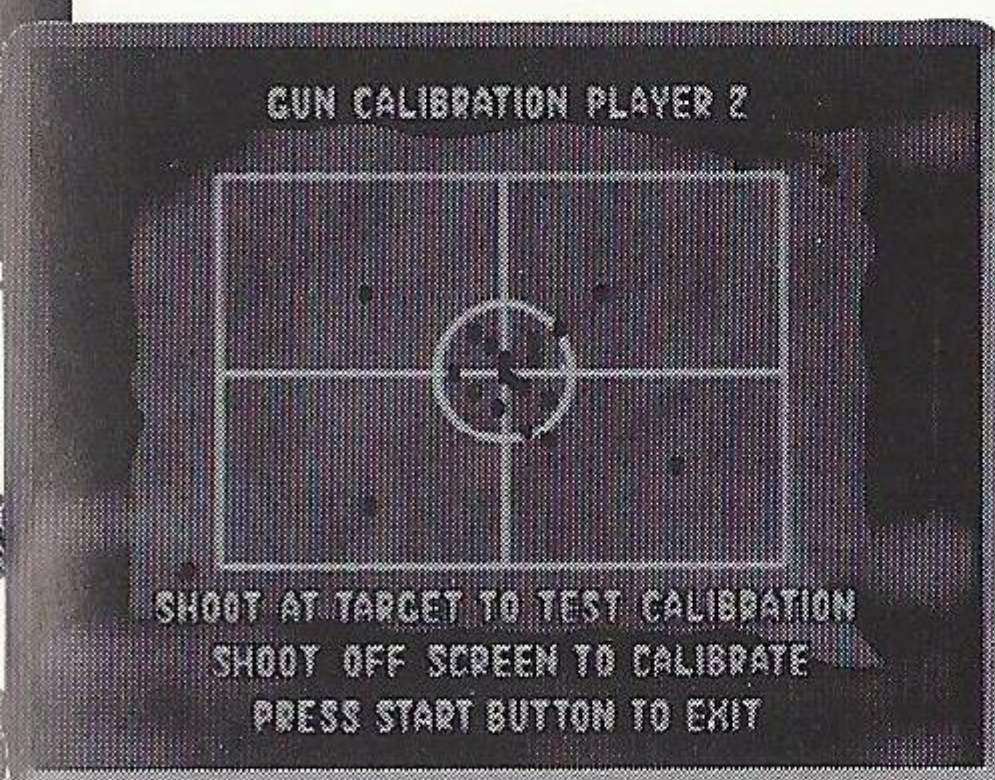 GUN CALIBRATION PLAYER 2
SHOOT AT TARGET TO TEST CALIBRATION
SHOOT OFF SCREEN TO CALIBRATE
PRESS START BUTTON TO EXIT